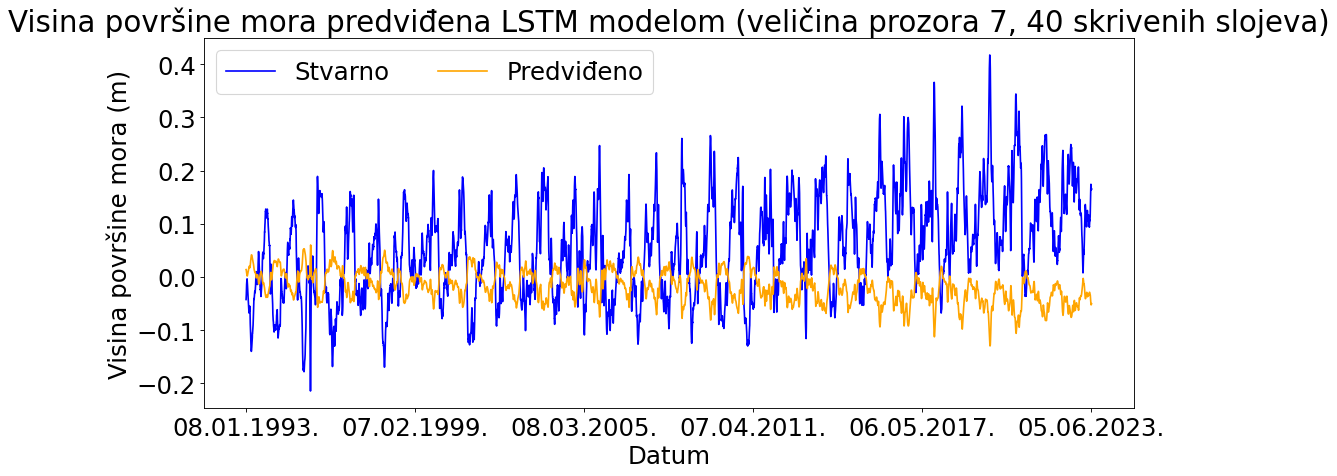 Visina površine mora predviđena LSTM modelom (veličina prozora 7, 40 skrivenih slojeva)
Stvarno
Predviđeno
Visina površine mora (m)
0.4
0.3
0.2
0.1
0.0
−0.1
−0.2
08.01.1993.
07.02.1999.
08.03.2005.
07.04.2011.
06.05.2017.
05.06.2023.
Datum